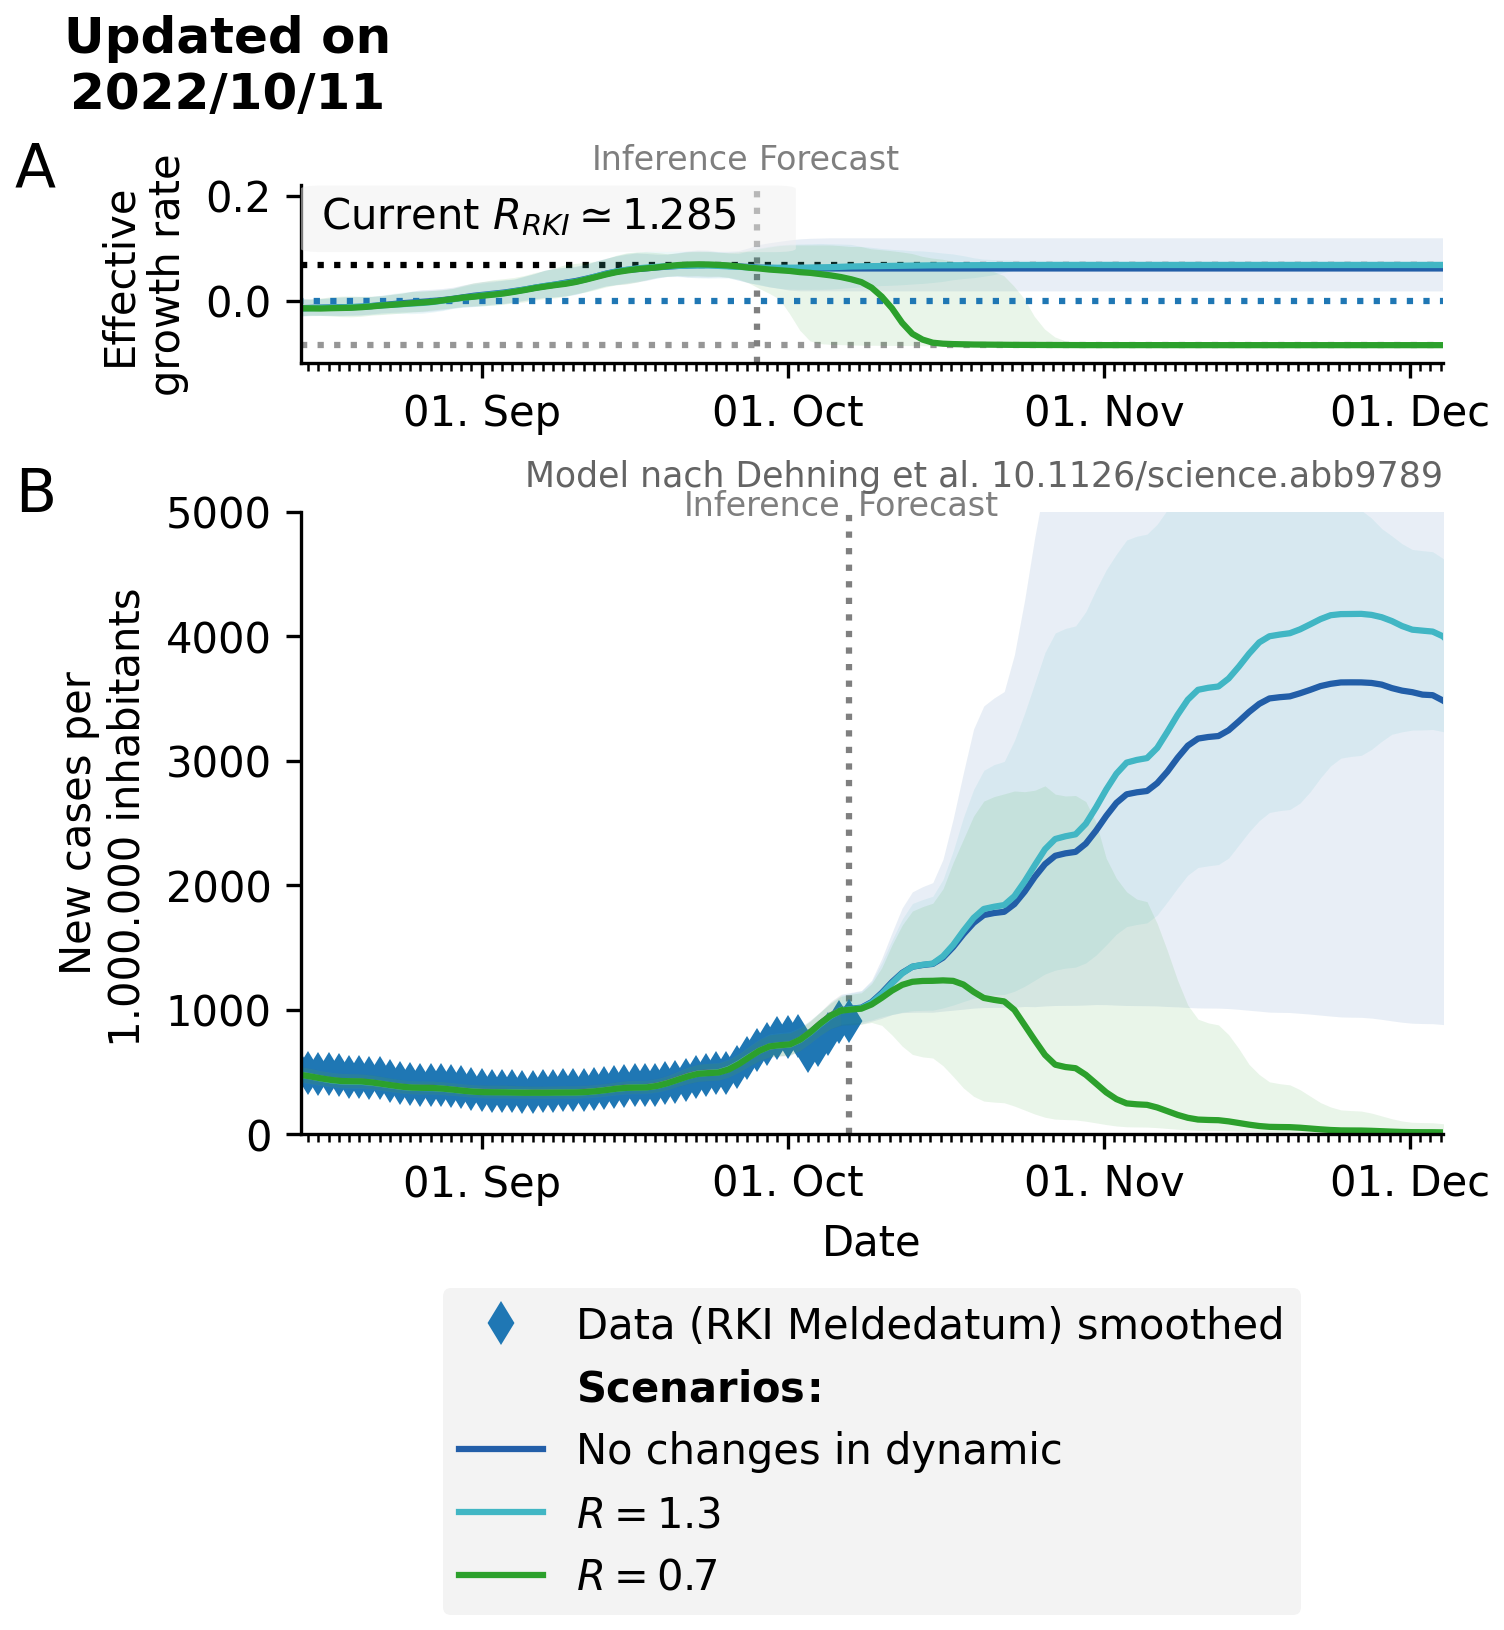 Updated on
2022/10/11
A
Inference Forecast
Effective
growth rate
0.2
0.0
Current R_RKI ≃ 1.285
01. Sep
01. Oct
01. Nov
01. Dec
B
Model nach Dehning et al. 10.1126/science.abb9789
Inference Forecast
New cases per
1.000.000 inhabitants
5000
4000
3000
2000
1000
0
01. Sep
01. Oct
01. Nov
01. Dec
Date
Data (RKI Meldedatum) smoothed
Scenarios:
No changes in dynamic
R = 1.3
R = 0.7